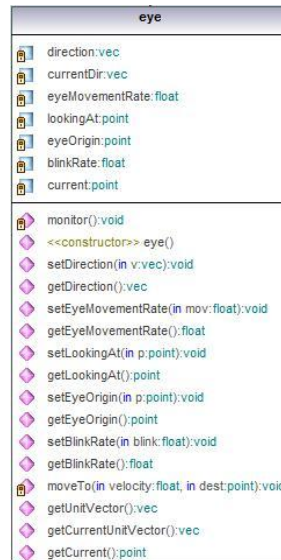 eye
direction:vec
currentDir:vec
eyeMovementRate:float
lookingAt:point
eyeOrigin:point
blinkRate:float
current:point
monitor():void
<<constructor>> eye()
setDirection(in v:vec):void
getDirection():vec
setEyeMovementRate(in mov:float):void
getEyeMovementRate():float
setLookingAt(in p:point):void
getLookingAt():point
setEyeOrigin(in p:point):void
getEyeOrigin():point
setBlinkRate(in blink:float):void
getBlinkRate():float
moveTo(in velocity:float, in dest:point):void
getUnitVector():vec
getCurrentUnitVector():vec
getCurrent():point